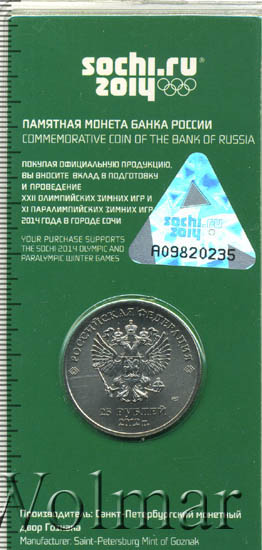 sochi.ru
2014
ПАМЯТНАЯ МОНЕТА БАНКА РОССИИ
COMMEMORATIVE COIN OF THE BANK OF RUSSIA
ПОКУПАЯ ОФИЦИАЛЬНУЮ ПРОДУКЦИЮ,
ВЫ ВНОСИТЕ ВКЛАД В ПОДГОТОВКУ
И ПРОВЕДЕНИЕ
XXII ОЛИМПИЙСКИХ ЗИМНИХ ИГР И
XI ПАРАЛИМПИЙСКИХ ЗИМНИХ ИГР
2014 ГОДА В ГОРОДЕ СОЧИ
YOUR PURCHASE SUPPORTS
THE SOCHI 2014 OLYMPIC AND
PARALYMPIC WINTER GAMES
sochi.ru
2014
A09820235
РОССИЙСКАЯ ФЕДЕРАЦИЯ
25 РУБЛЕЙ
2012 г.
Производитель: Санкт-Петербургский монетный
двор Гознака
Manufacturer: Saint-Petersburg Mint of Goznak
Wolmar